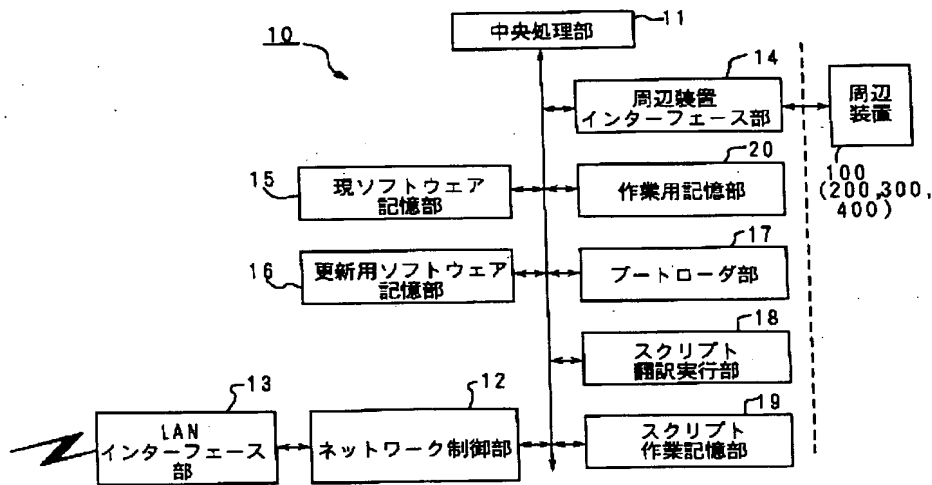 11
中央処理部
10
14
周辺装置
インターフェース部
周辺
装置
100
(200,300,
400)
15
現ソフトウェア
記憶部
20
作業用記憶部
16
更新用ソフトウェア
記憶部
17
ブートローダ部
18
スクリプト
翻訳実行部
13
LAN
インターフェース
部
12
ネットワーク制御部
19
スクリプト
作業記憶部